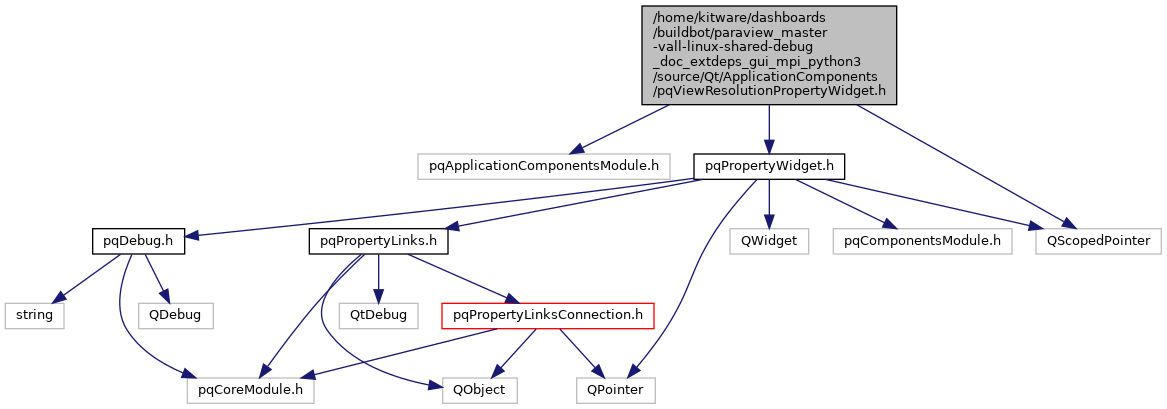 /home/kitware/dashboards
/buildbot/paraview_master
-vall-linux-shared-debug
_doc_extdeps_gui_mpi_python3
/source/Qt/ApplicationComponents
/pqViewResolutionPropertyWidget.h
pqApplicationComponentsModule.h
pqPropertyWidget.h
pqDebug.h
pqPropertyLinks.h
QWidget
pqComponentsModule.h
QScopedPointer
string
QDebug
QtDebug
pqPropertyLinksConnection.h
pqCoreModule.h
QObject
QPointer